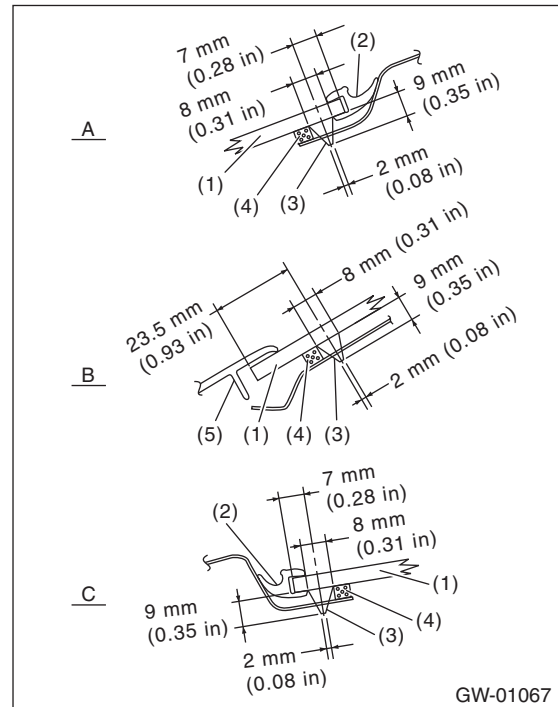 7 mm
(0.28 in)
(2)
8 mm
(0.31 in)
9 mm
(0.35 in)
A
2 mm
(0.08 in)
(1)
(4)
(3)
8 mm (0.31 in)
9 mm
(0.35 in)
23.5 mm
(0.93 in)
2 mm (0.08 in)
B
(5)
(1)
(4)
(3)
7 mm
(0.28 in)
(2)
8 mm
(0.31 in)
(1)
C
9 mm
(0.35 in)
(4)
(3)
2 mm
(0.08 in)
GW-01067